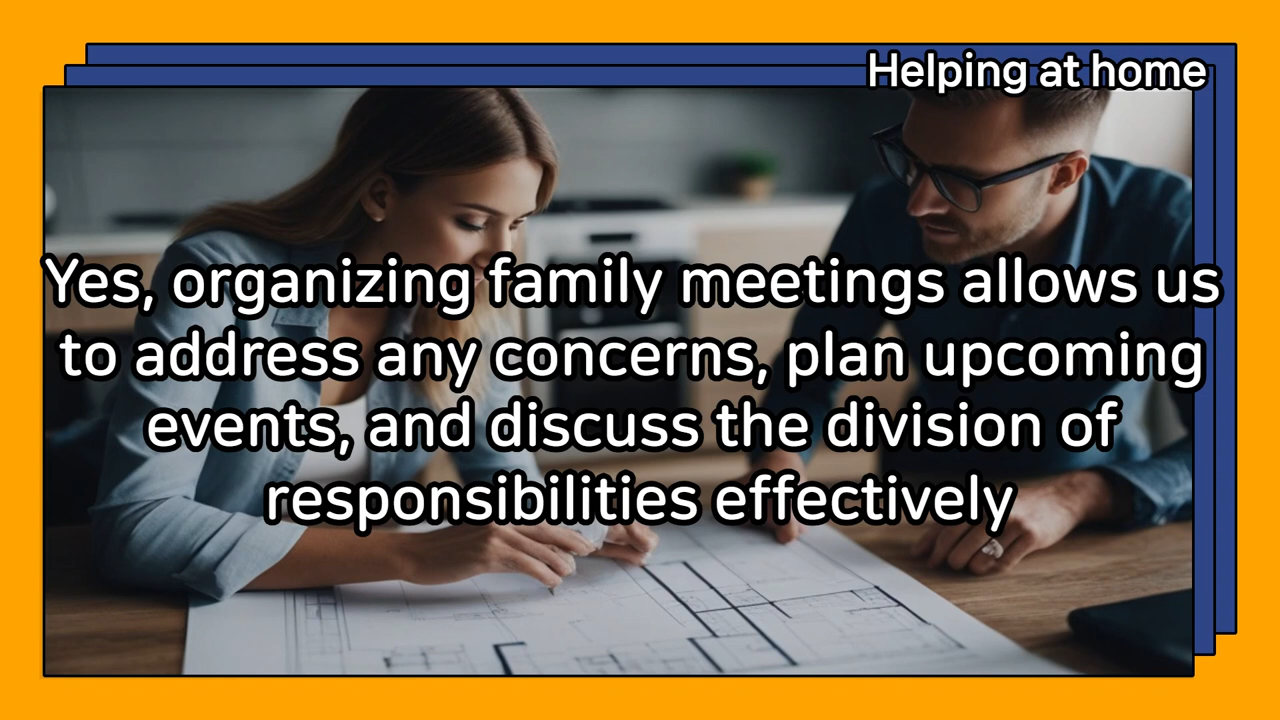 Helping at home
Yes, organizing family meetings allows us
to address any concerns, plan upcoming
events, and discuss the division of
responsibilities effectively